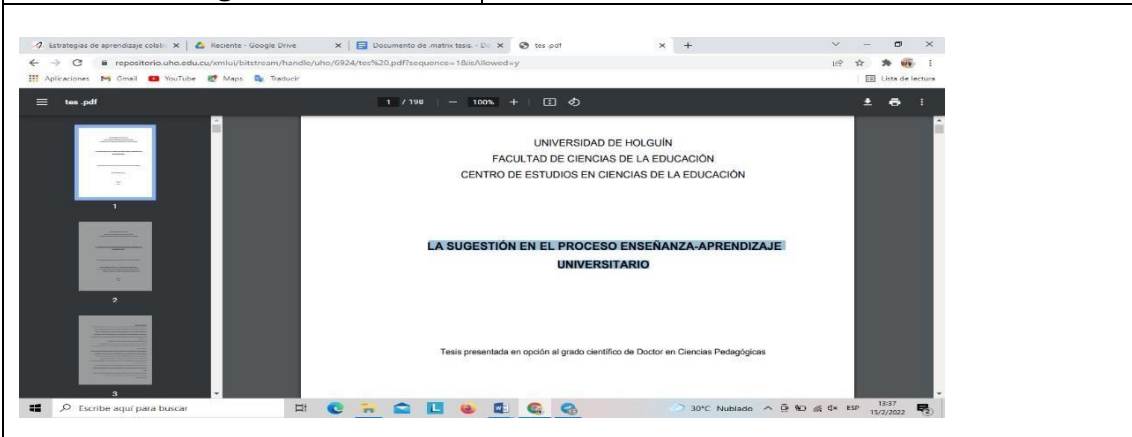 Estrategias de aprendizaje colab
Reciente - Google Drive
Documento de .matrix tesis. - Do
tes .pdf
repositorio.uho.edu.cu/xmlui/bitstream/handle/uho/6924/tes%20.pdf?sequence=1&isAllowed=y
Aplicaciones
Gmail
YouTube
Maps
Traducir
Lista de lectura
tes .pdf
1 / 198
100%
UNIVERSIDAD DE HOLGUÍN
FACULTAD DE CIENCIAS DE LA EDUCACIÓN
CENTRO DE ESTUDIOS EN CIENCIAS DE LA EDUCACIÓN
LA SUGESTIÓN EN EL PROCESO ENSEÑANZA-APRENDIZAJE
UNIVERSITARIO
Tesis presentada en opción al grado científico de Doctor en Ciencias Pedagógicas
1
2
3
Escribe aquí para buscar
30°C Nublado
ESP
13:37
15/2/2022